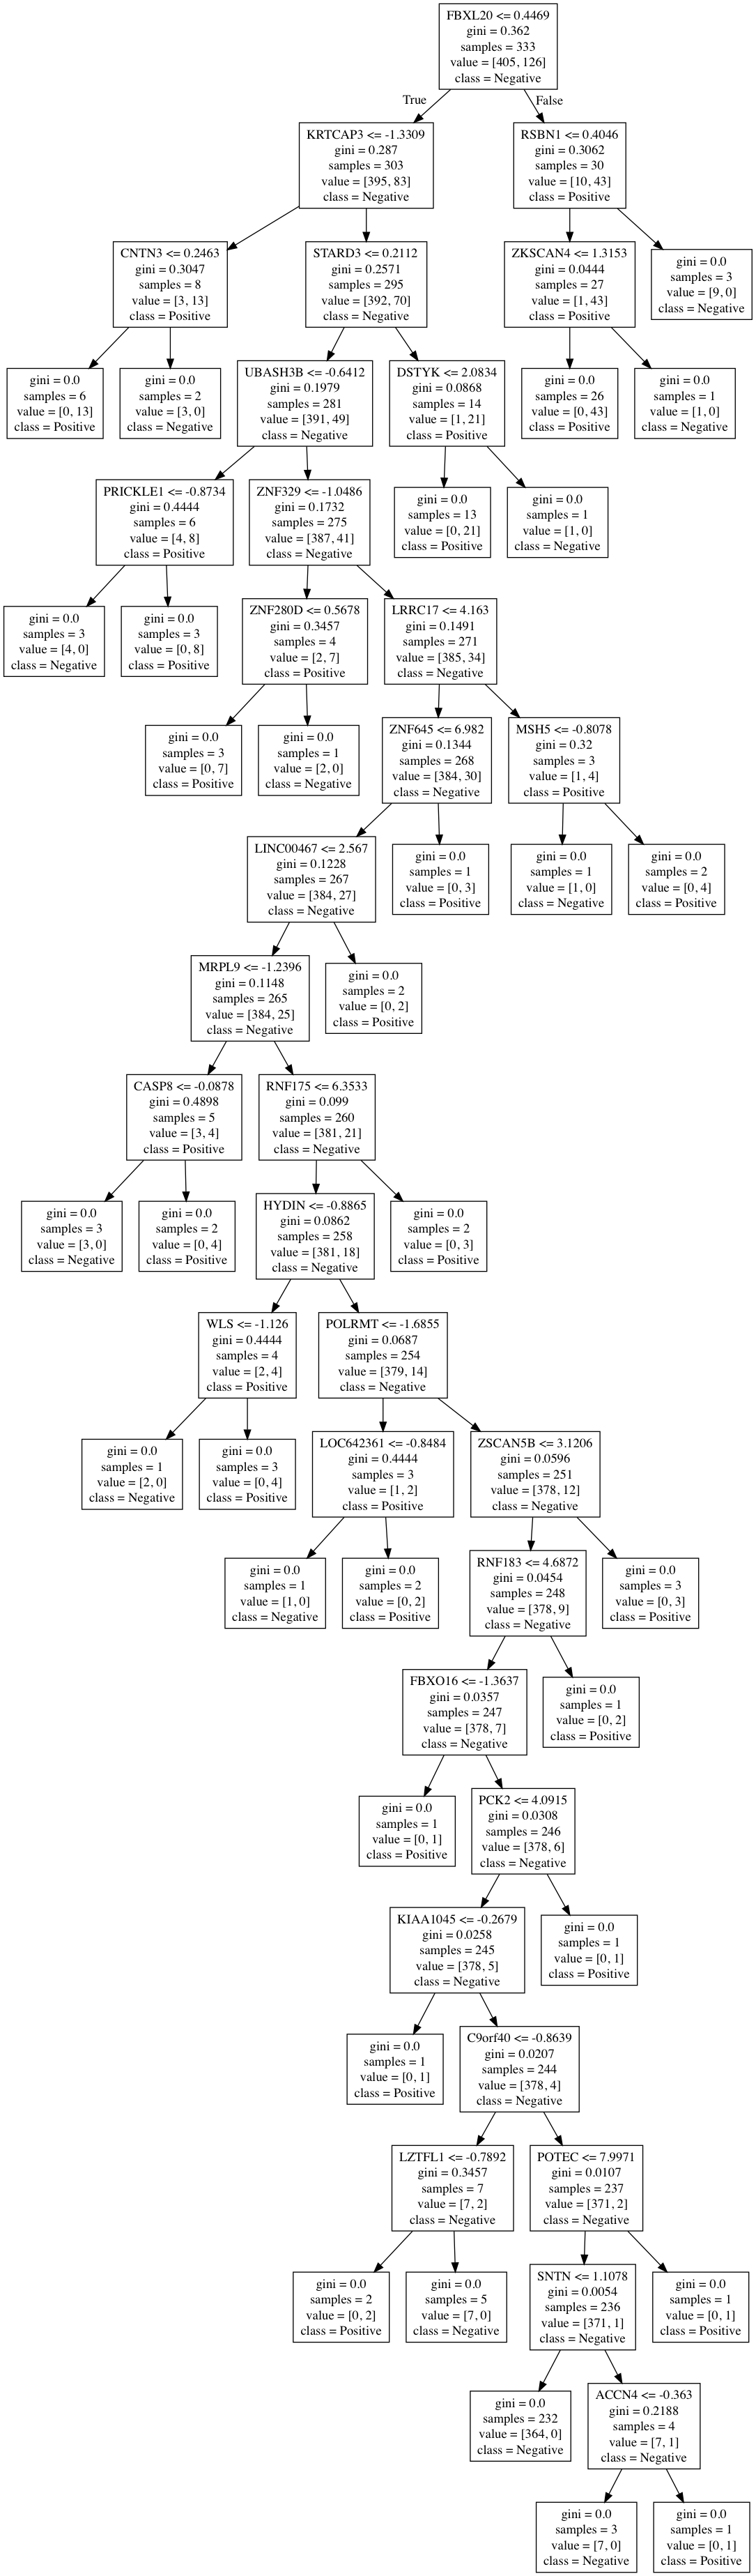 FBXL20 <= 0.4469
gini = 0.362
samples = 333
value = [405, 126]
class = Negative
True
False
KRTCAP3 <= -1.3309
gini = 0.287
samples = 303
value = [395, 83]
class = Negative
RSBN1 <= 0.4046
gini = 0.3062
samples = 30
value = [10, 43]
class = Positive
CNTN3 <= 0.2463
gini = 0.3047
samples = 8
value = [3, 13]
class = Positive
STARD3 <= 0.2112
gini = 0.2571
samples = 295
value = [392, 70]
class = Negative
ZKSCAN4 <= 1.3153
gini = 0.0444
samples = 27
value = [1, 43]
class = Positive
gini = 0.0
samples = 3
value = [9, 0]
class = Negative
gini = 0.0
samples = 6
value = [0, 13]
class = Positive
gini = 0.0
samples = 2
value = [3, 0]
class = Negative
UBASH3B <= -0.6412
gini = 0.1979
samples = 281
value = [391, 49]
class = Negative
DSTYK <= 2.0834
gini = 0.0868
samples = 14
value = [1, 21]
class = Positive
gini = 0.0
samples = 26
value = [0, 43]
class = Positive
gini = 0.0
samples = 1
value = [1, 0]
class = Negative
PRICKLE1 <= -0.8734
gini = 0.4444
samples = 6
value = [4, 8]
class = Positive
ZNF329 <= -1.0486
gini = 0.1732
samples = 275
value = [387, 41]
class = Negative
gini = 0.0
samples = 13
value = [0, 21]
class = Positive
gini = 0.0
samples = 1
value = [1, 0]
class = Negative
gini = 0.0
samples = 3
value = [4, 0]
class = Negative
gini = 0.0
samples = 3
value = [0, 8]
class = Positive
ZNF280D <= 0.5678
gini = 0.3457
samples = 4
value = [2, 7]
class = Positive
LRRC17 <= 4.163
gini = 0.1491
samples = 271
value = [385, 34]
class = Negative
gini = 0.0
samples = 3
value = [0, 7]
class = Positive
gini = 0.0
samples = 1
value = [2, 0]
class = Negative
ZNF645 <= 6.982
gini = 0.1344
samples = 268
value = [384, 30]
class = Negative
MSH5 <= -0.8078
gini = 0.32
samples = 3
value = [1, 4]
class = Positive
LINC00467 <= 2.567
gini = 0.1228
samples = 267
value = [384, 27]
class = Negative
gini = 0.0
samples = 1
value = [0, 3]
class = Positive
gini = 0.0
samples = 1
value = [1, 0]
class = Negative
gini = 0.0
samples = 2
value = [0, 4]
class = Positive
MRPL9 <= -1.2396
gini = 0.1148
samples = 265
value = [384, 25]
class = Negative
gini = 0.0
samples = 2
value = [0, 2]
class = Positive
CASP8 <= -0.0878
gini = 0.4898
samples = 5
value = [3, 4]
class = Positive
RNF175 <= 6.3533
gini = 0.099
samples = 260
value = [381, 21]
class = Negative
gini = 0.0
samples = 3
value = [3, 0]
class = Negative
gini = 0.0
samples = 2
value = [0, 4]
class = Positive
HYDIN <= -0.8865
gini = 0.0862
samples = 258
value = [381, 18]
class = Negative
gini = 0.0
samples = 2
value = [0, 3]
class = Positive
WLS <= -1.126
gini = 0.4444
samples = 4
value = [2, 4]
class = Positive
POLRMT <= -1.6855
gini = 0.0687
samples = 254
value = [379, 14]
class = Negative
gini = 0.0
samples = 1
value = [2, 0]
class = Negative
gini = 0.0
samples = 3
value = [0, 4]
class = Positive
LOC642361 <= -0.8484
gini = 0.4444
samples = 3
value = [1, 2]
class = Positive
ZSCAN5B <= 3.1206
gini = 0.0596
samples = 251
value = [378, 12]
class = Negative
gini = 0.0
samples = 1
value = [1, 0]
class = Negative
gini = 0.0
samples = 2
value = [0, 2]
class = Positive
RNF183 <= 4.6872
gini = 0.0454
samples = 248
value = [378, 9]
class = Negative
gini = 0.0
samples = 3
value = [0, 3]
class = Positive
FBXO16 <= -1.3637
gini = 0.0357
samples = 247
value = [378, 7]
class = Negative
gini = 0.0
samples = 1
value = [0, 2]
class = Positive
gini = 0.0
samples = 1
value = [0, 1]
class = Positive
PCK2 <= 4.0915
gini = 0.0308
samples = 246
value = [378, 6]
class = Negative
KIAA1045 <= -0.2679
gini = 0.0258
samples = 245
value = [378, 5]
class = Negative
gini = 0.0
samples = 1
value = [0, 1]
class = Positive
gini = 0.0
samples = 1
value = [0, 1]
class = Positive
C9orf40 <= -0.8639
gini = 0.0207
samples = 244
value = [378, 4]
class = Negative
LZTFL1 <= -0.7892
gini = 0.3457
samples = 7
value = [7, 2]
class = Negative
POTEC <= 7.9971
gini = 0.0107
samples = 237
value = [371, 2]
class = Negative
gini = 0.0
samples = 2
value = [0, 2]
class = Positive
gini = 0.0
samples = 5
value = [7, 0]
class = Negative
SNTN <= 1.1078
gini = 0.0054
samples = 236
value = [371, 1]
class = Negative
gini = 0.0
samples = 1
value = [0, 1]
class = Positive
gini = 0.0
samples = 232
value = [364, 0]
class = Negative
ACCN4 <= -0.363
gini = 0.2188
samples = 4
value = [7, 1]
class = Negative
gini = 0.0
samples = 3
value = [7, 0]
class = Negative
gini = 0.0
samples = 1
value = [0, 1]
class = Positive